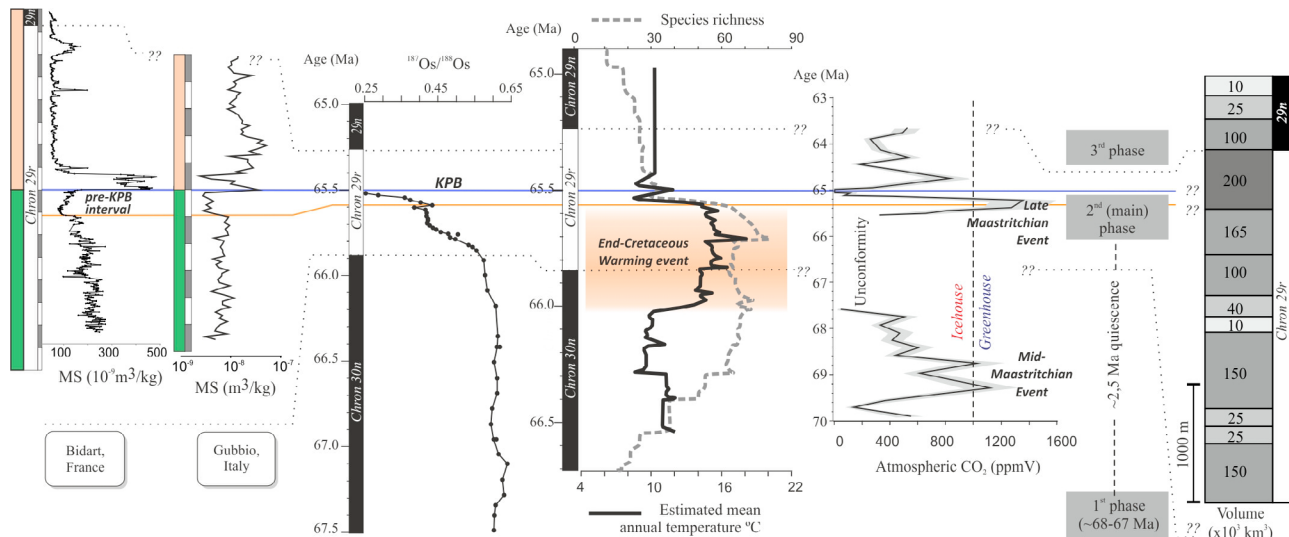 29n
Chron 29r
pre-KPB
interval
100
300
500
MS (10⁻⁹m³/kg)
Bidart,
France
10⁻⁹
10⁻⁸
10⁻⁷
MS (m³/kg)
Gubbio,
Italy
??
Age (Ma)
¹⁸⁷Os/¹⁸⁸Os
0.25
0.45
0.65
65.0
65.5
66.0
66.5
67.0
67.5
29n
Chron 29r
Chron 30n
KPB
Species richness
Age (Ma)
0
30
60
90
65.0
65.5
66.0
66.5
Chron 29n
Chron 29r
Chron 30n
End-Cretaceous
Warming event
??
??
4
10
16
22
Estimated mean
annual temperature ºC
Age (Ma)
63
64
65
66
67
68
69
70
Unconformity
Icehouse
Greenhouse
Late
Maastritchian
Event
Mid-
Maastritchian
Event
0
400
800
1200
1600
Atmospheric CO₂ (ppmV)
??
??
3ʳᵈ phase
2ⁿᵈ (main)
phase
~2,5 Ma quiescence
1ˢᵗ phase
(~68-67 Ma)
??
??
??
1000 m
10
25
100
200
165
100
40
10
150
25
25
150
29n
Chron 29r
Volume
(x10³ km³)